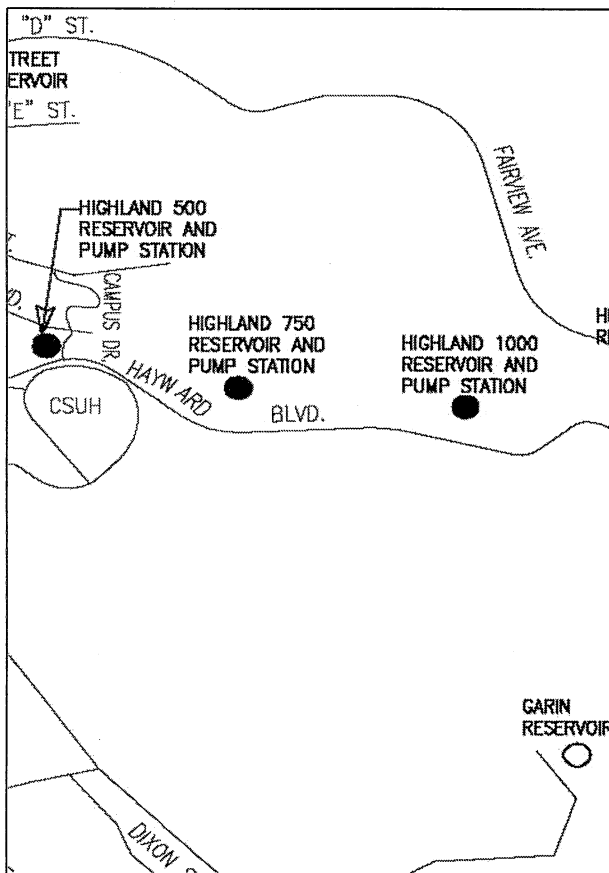 "D" ST.
TREET
ERVOIR
"E" ST.
FAIRVIEW AVE.
HIGHLAND 500
RESERVOIR AND
PUMP STATION
T.
D.
CAMPUS DR.
HIGHLAND 750
RESERVOIR AND
PUMP STATION
HIGHLAND 1000
RESERVOIR AND
PUMP STATION
HAYWARD BLVD.
CSUH
GARIN
RESERVOIR
DIXON